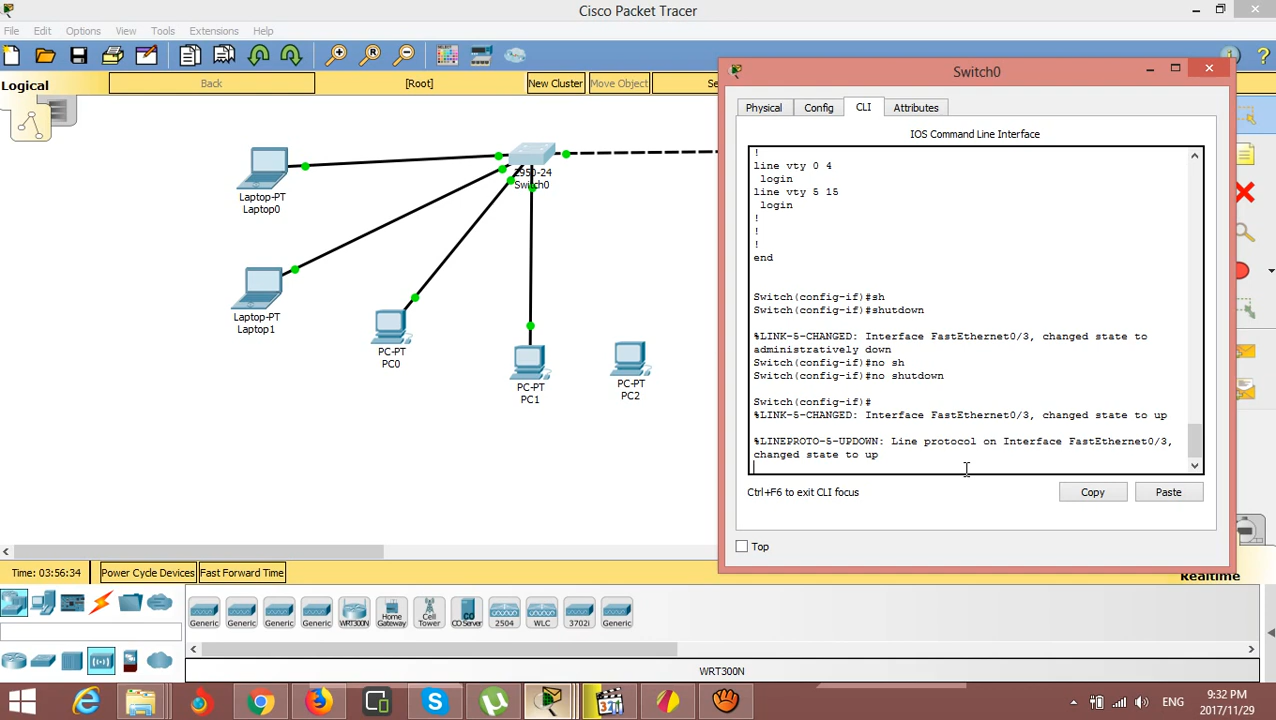 Cisco Packet Tracer
File Edit Options View Tools Extensions Help
Logical
Back
[Root]
New Cluster
Move Object
Se
Switch0
Physical
Config
CLI
Attributes
IOS Command Line Interface
!
line vty 0 4
login
line vty 5 15
login
!
!
!
end
Switch(config-if)#sh
Switch(config-if)#shutdown
%LINK-5-CHANGED: Interface FastEthernet0/3, changed state to
administratively down
Switch(config-if)#no sh
Switch(config-if)#no shutdown
Switch(config-if)#
%LINK-5-CHANGED: Interface FastEthernet0/3, changed state to up
%LINEPROTO-5-UPDOWN: Line protocol on Interface FastEthernet0/3,
changed state to up
Ctrl+F6 to exit CLI focus
Copy
Paste
Top
2950-24
Switch0
Laptop-PT
Laptop0
Laptop-PT
Laptop1
PC-PT
PC0
PC-PT
PC1
PC-PT
PC2
Time: 03:56:34
Power Cycle Devices
Fast Forward Time
Realtime
Generic
Generic
Generic
Generic
WRT300N
Home
Gateway
Cell
Tower
CO Server
2504
WLC
3702i
Generic
WRT300N
321
ENG
9:32 PM
2017/11/29